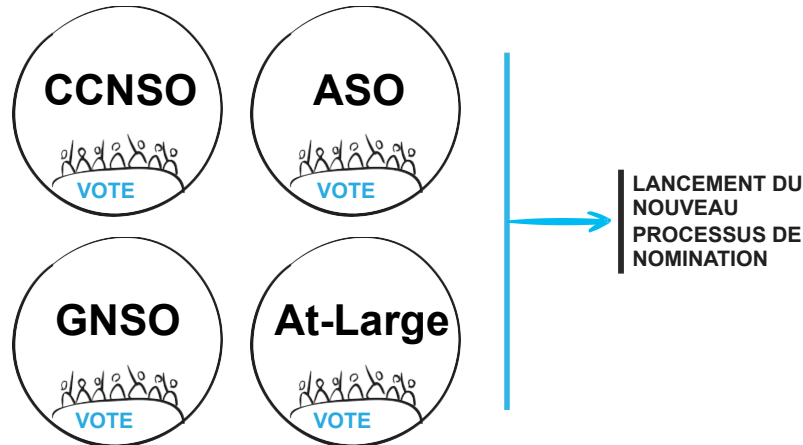 CCNSO
VOTE
ASO
VOTE
GNSO
VOTE
At-Large
VOTE
LANCEMENT DU
NOUVEAU
PROCESSUS DE
NOMINATION